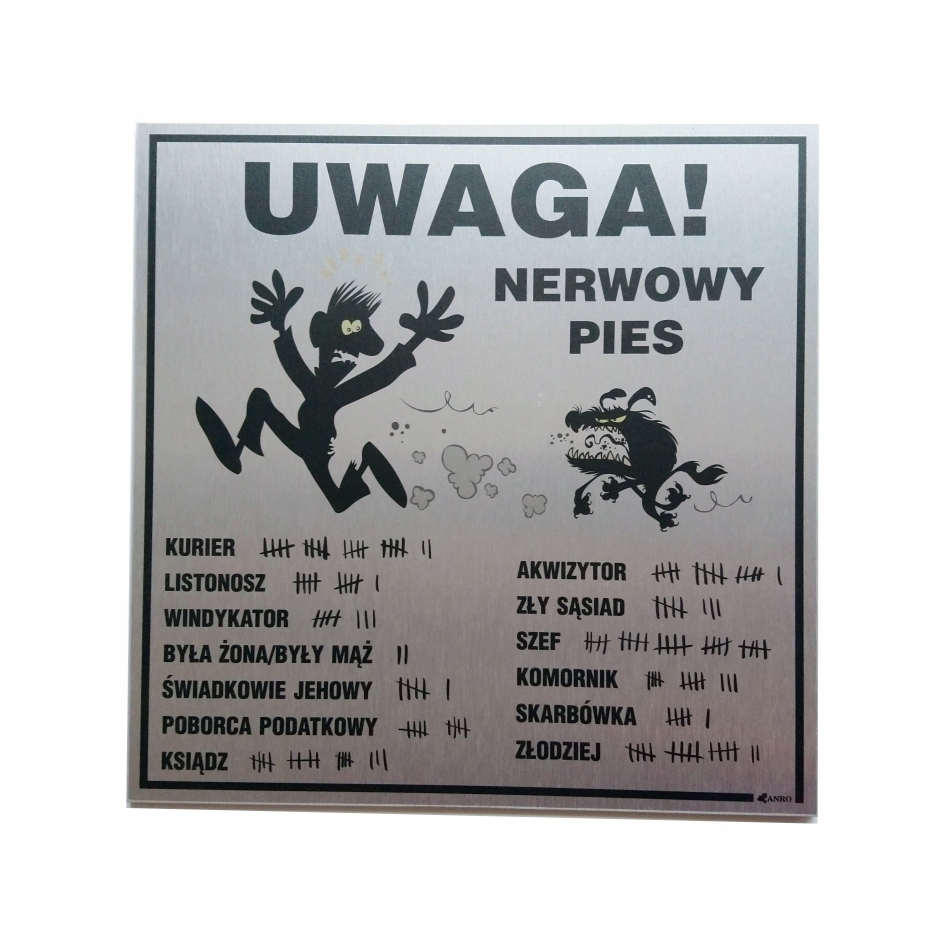 UWAGA!
NERWOWY
PIES
KURIER
LISTONOSZ
WINDYKATOR
BYŁA ŻONA/BYŁY MĄŻ
ŚWIADKOWIE JEHOWY
POBORCA PODATKOWY
KSIĄDZ
AKWIZYTOR
ZŁY SĄSIAD
SZEF
KOMORNIK
SKARBÓWKA
ZŁODZIEJ
ANRO